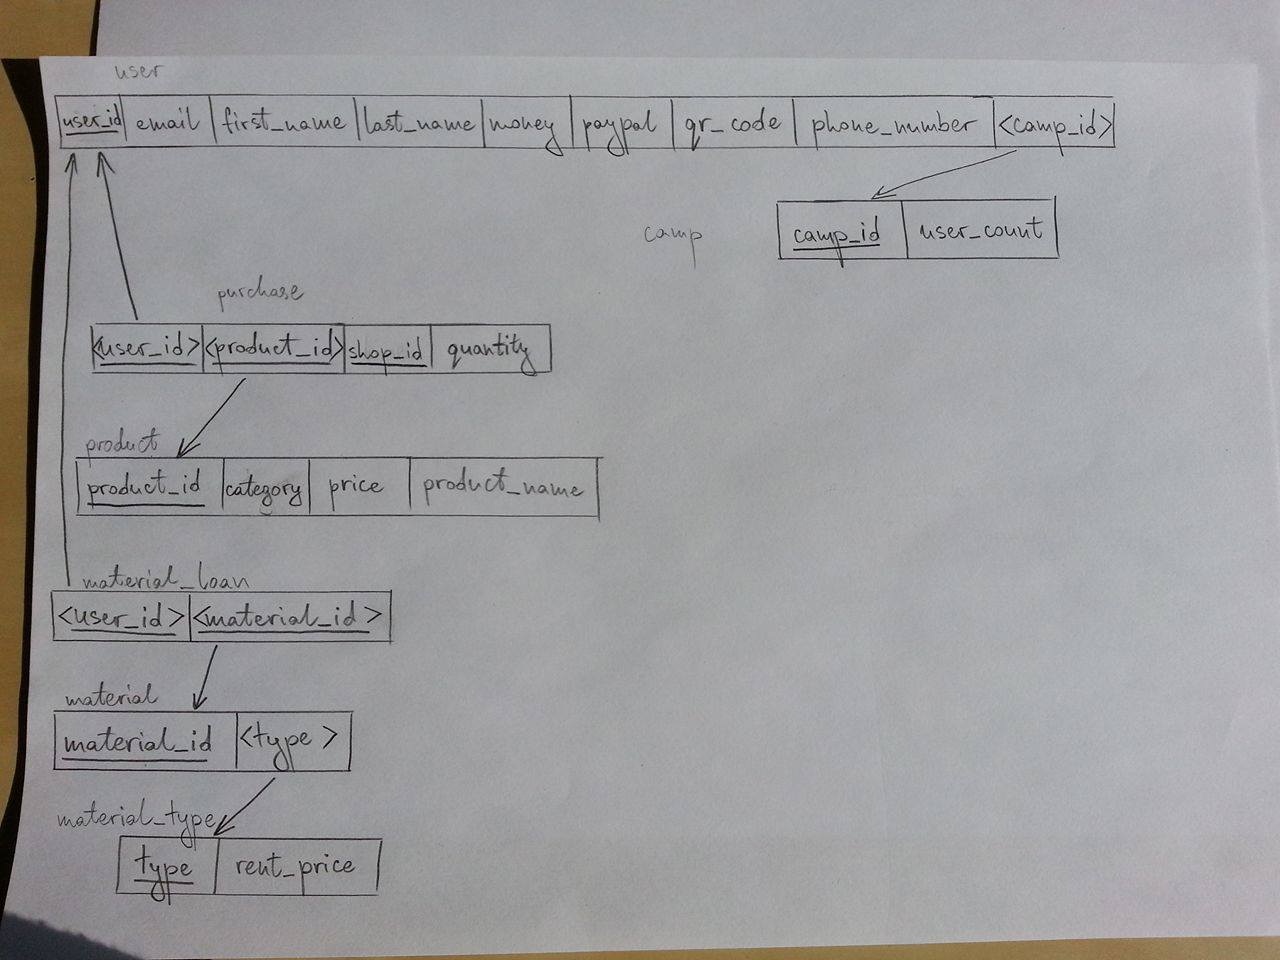 user
user_id email first_name last_name money paypal qr_code phone_number <camp_id>
camp
camp_id user_count
purchase
<user_id> <product_id> shop_id quantity
product
product_id category price product_name
material_loan
<user_id> <material_id>
material
material_id <type>
material_type
type rent_price